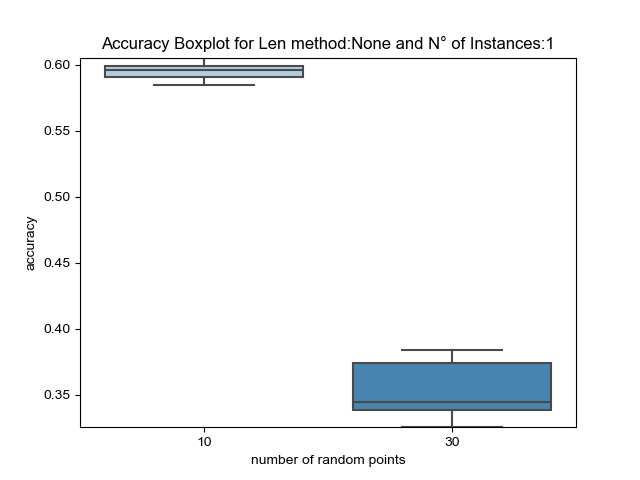 Accuracy Boxplot for Len method:None and N° of Instances:1
0.60
0.55
0.50
0.45
0.40
0.35
accuracy
10 30
number of random points